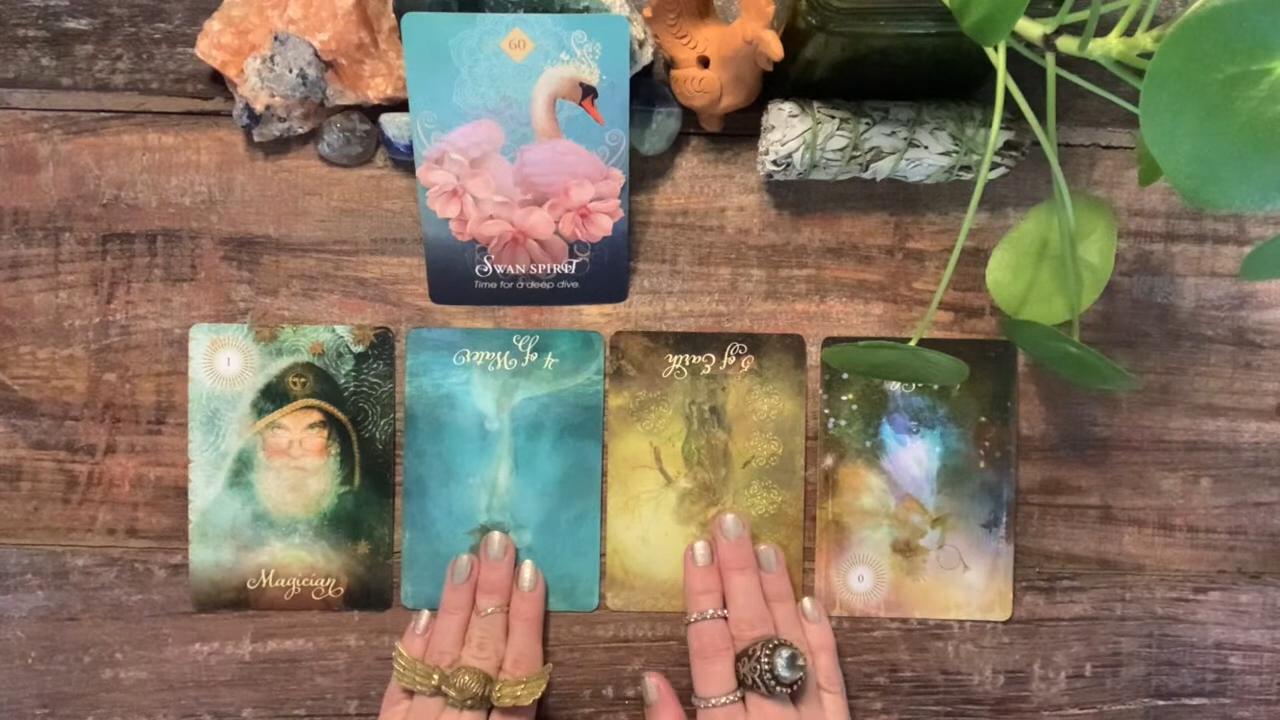 60
SWAN SPIRIT
Time for a deep dive.
1
Magician
4 of Water
5 of Earth
0